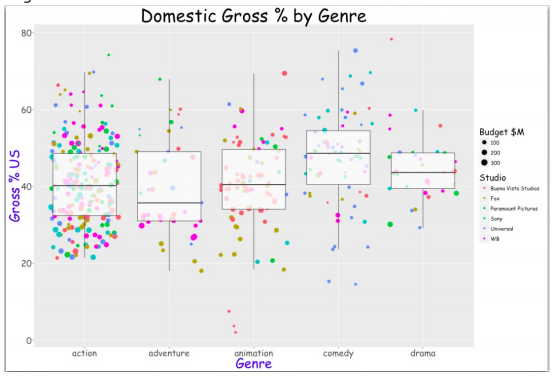 Domestic Gross % by Genre
80
60
40
20
0
Gross % US
action adventure animation comedy drama
Genre
Budget $M
100
200
300
Studio
Buena Vista Studios
Fox
Paramount Pictures
Sony
Universal
WB